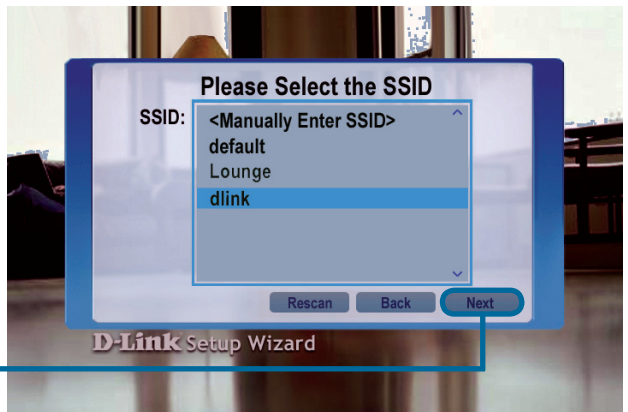 Please Select the SSID
SSID:
<Manually Enter SSID>
default
Lounge
dlink
Rescan Back Next
D-Link Setup Wizard